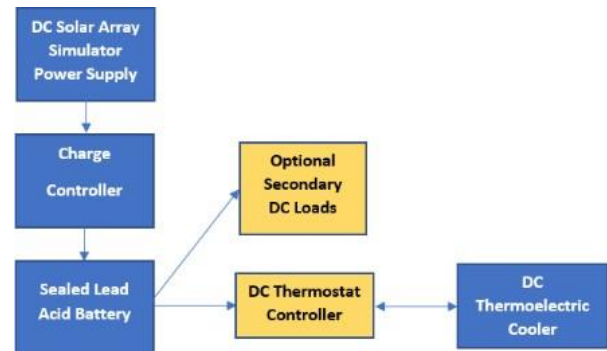 DC Solar Array
Simulator
Power Supply
Charge
Controller
Optional
Secondary
DC Loads
Sealed Lead
Acid Battery
DC Thermostat
Controller
DC
Thermoelectric
Cooler